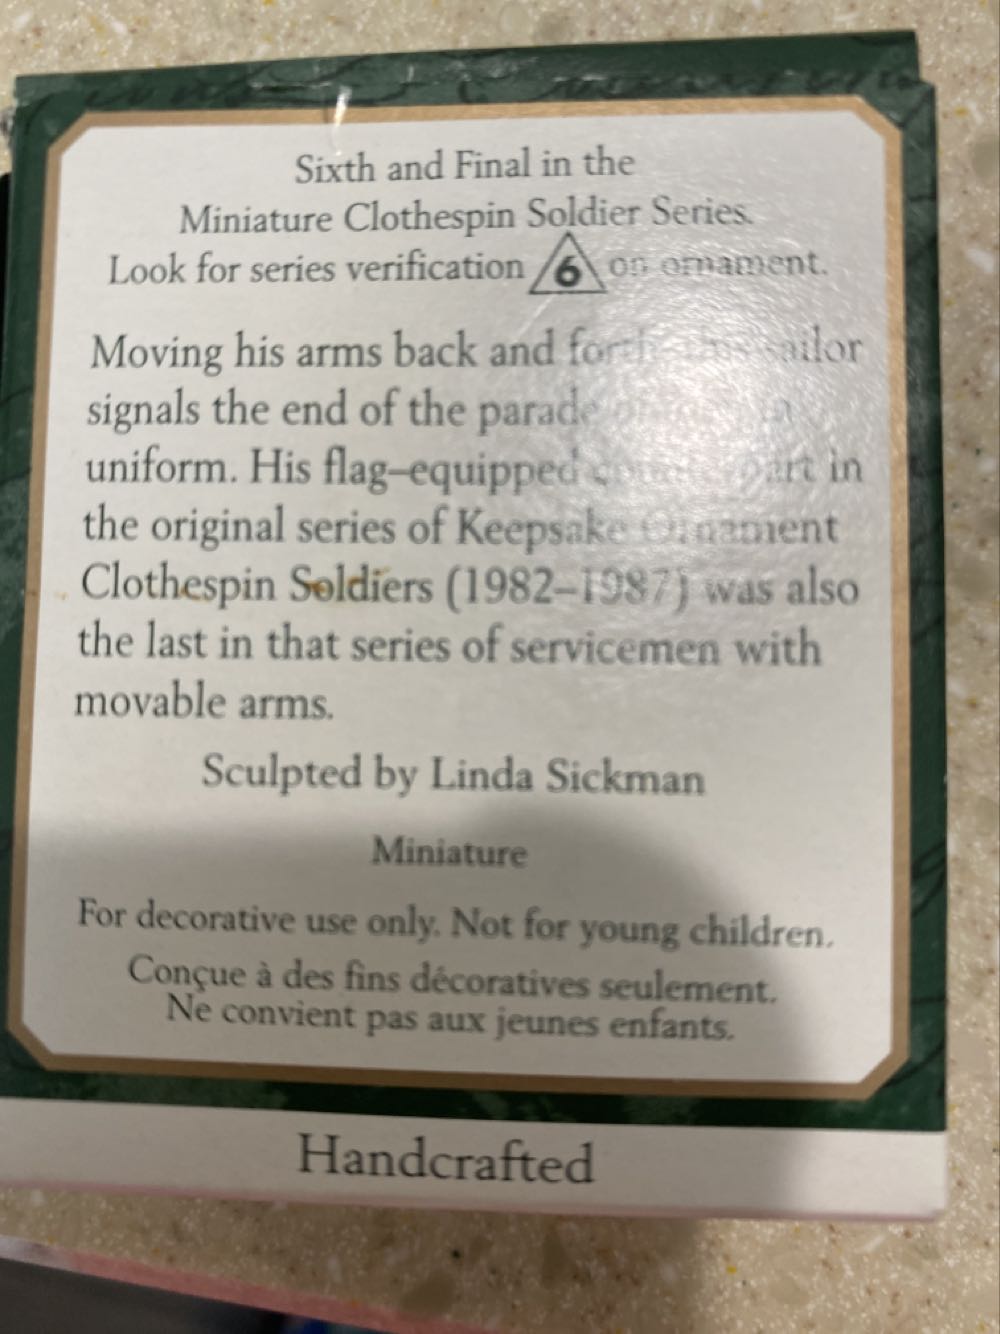 Sixth and Final in the
Miniature Clothespin Soldier Series.
Look for series verification 6 on ornament.
Moving his arms back and forth, this sailor
signals the end of the parade
uniform. His flag–equipped counterpart in
the original series of Keepsake Ornament
Clothespin Soldiers (1982–1987) was also
the last in that series of servicemen with
movable arms.
Sculpted by Linda Sickman
Miniature
For decorative use only. Not for young children.
Conçue à des fins décoratives seulement.
Ne convient pas aux jeunes enfants.
Handcrafted